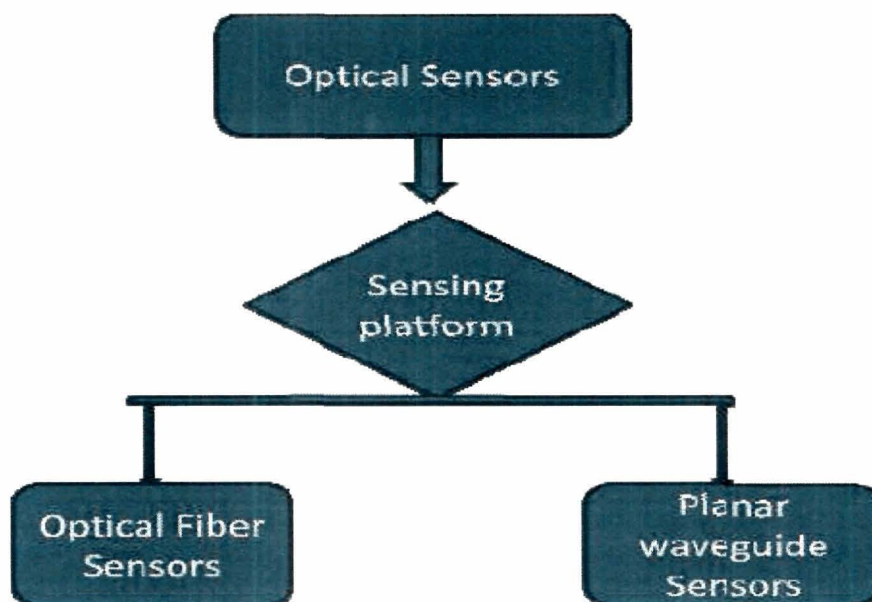 Optical Sensors
Sensing
platform
Optical Fiber
Sensors
Planar
waveguide
Sensors